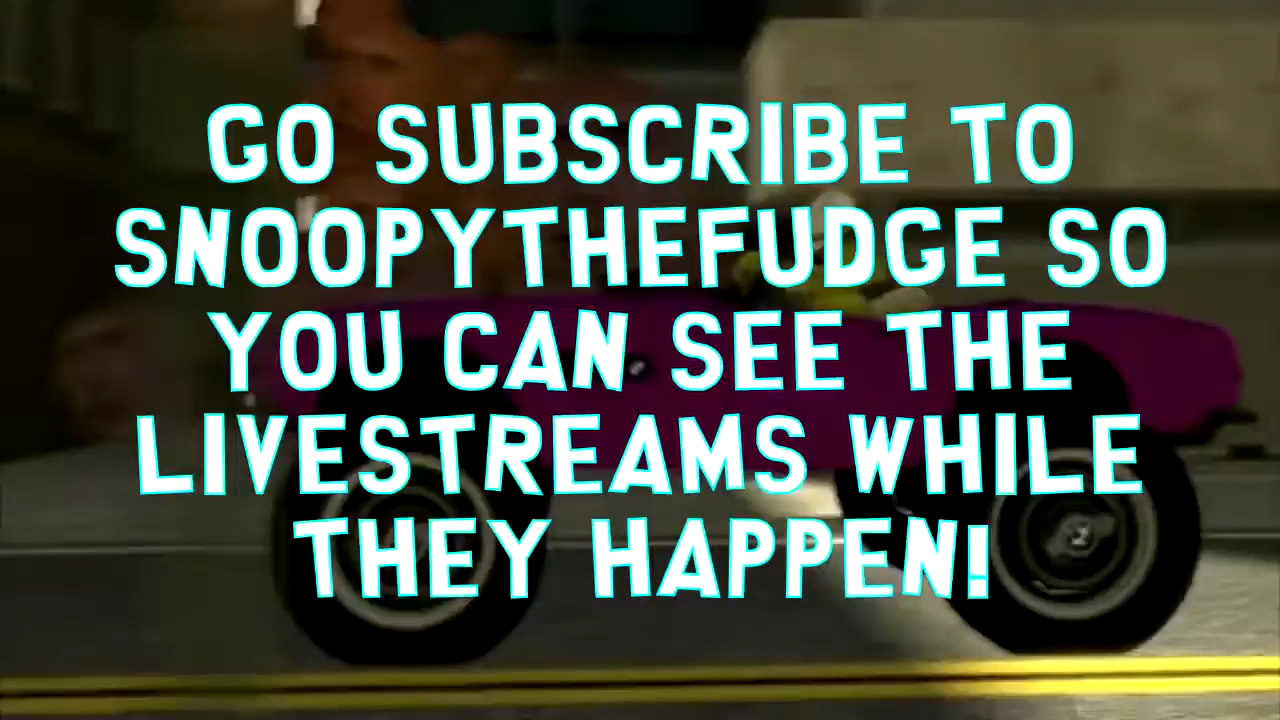 GO SUBSCRIBE TO
SNOOPYTHEFUDGE SO
YOU CAN SEE THE
LIVESTREAMS WHILE
THEY HAPPEN!